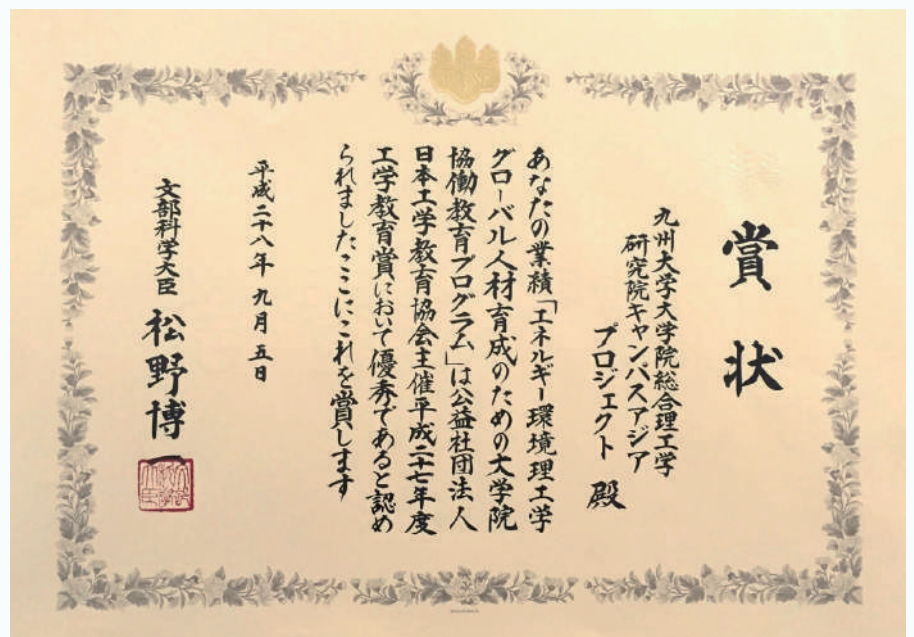 賞状
九州大学大学院総合理工学
研究院キャンパスアジア
プロジェクト 殿
あなたの業績「エネルギー環境理工学
グローバル人材育成のための大学院
協働教育プログラム」は公益社団法人
日本工学教育協会主催平成二十七年度
工学教育賞において優秀であると認め
られましたここにこれを賞します
平成二十八年九月五日
文部科学大臣 松野博一